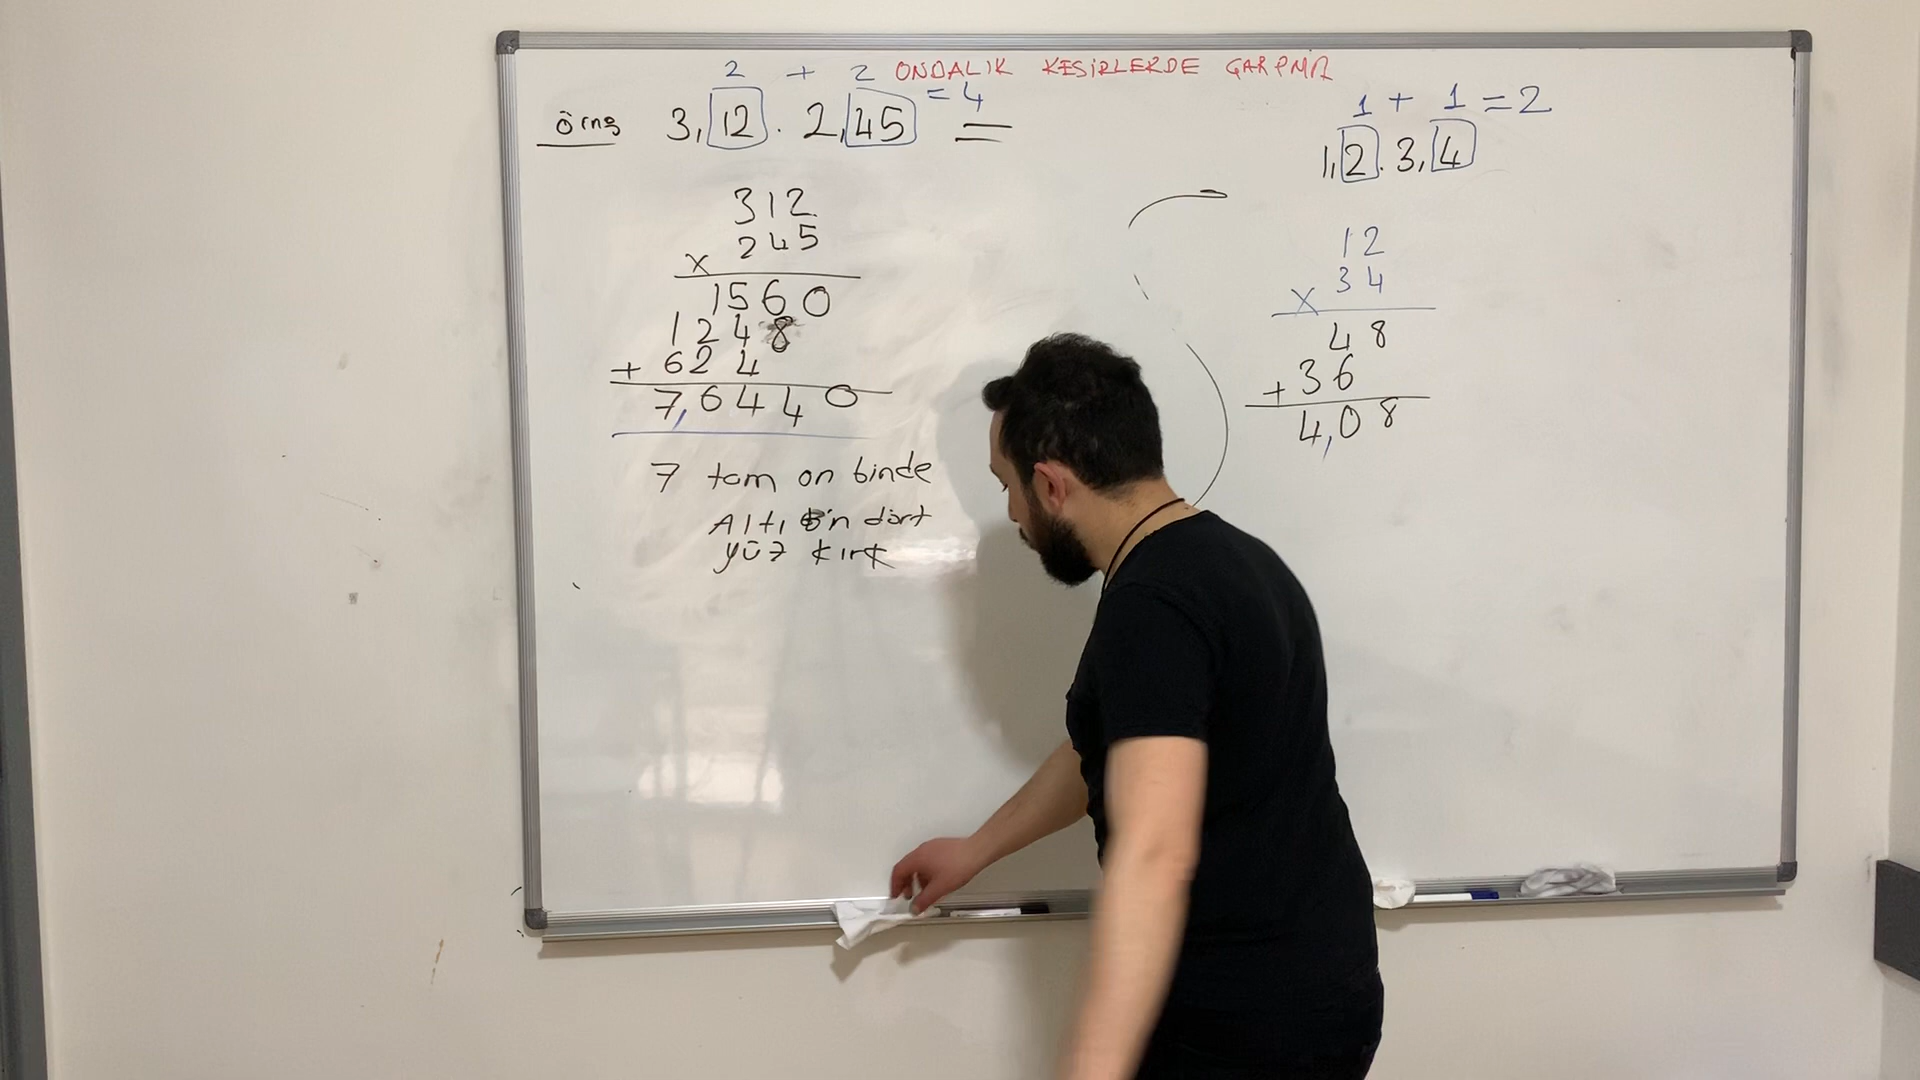 2 + 2 = 4
ONDALIK KESİRLERDE ÇARPMA
Örng 3,12 . 2,45 =
312
x 245
1560
1248
+ 624
7,6440
7 tam on binde
Altı bin dört
yüz kırk
1 + 1 = 2
1,2 . 3,4
12
x 34
48
+ 36
4,08